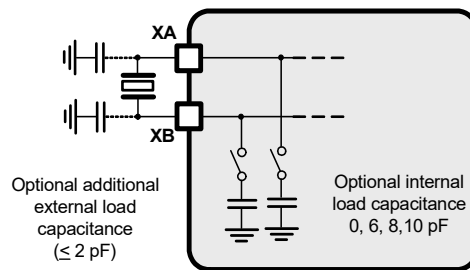 XA
XB
Optional additional
external load
capacitance
(≤ 2 pF)
Optional internal
load capacitance
0, 6, 8,10 pF